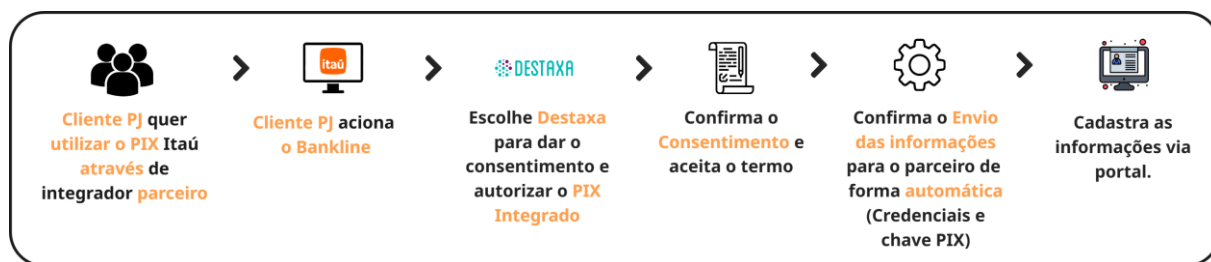 Cliente PJ quer
utilizar o PIX Itaú
através de
integrador parceiro
itaú
Cliente PJ aciona
o Bankline
DESTAXA
Escolhe Destaxa
para dar o
consentimento e
autorizar o PIX
Integrado
Confirma o
Consentimento e
aceita o termo
Confirma o Envio
das informações
para o parceiro de
forma automática
(Credenciais e
chave PIX)
Cadastra as
informações via
portal.